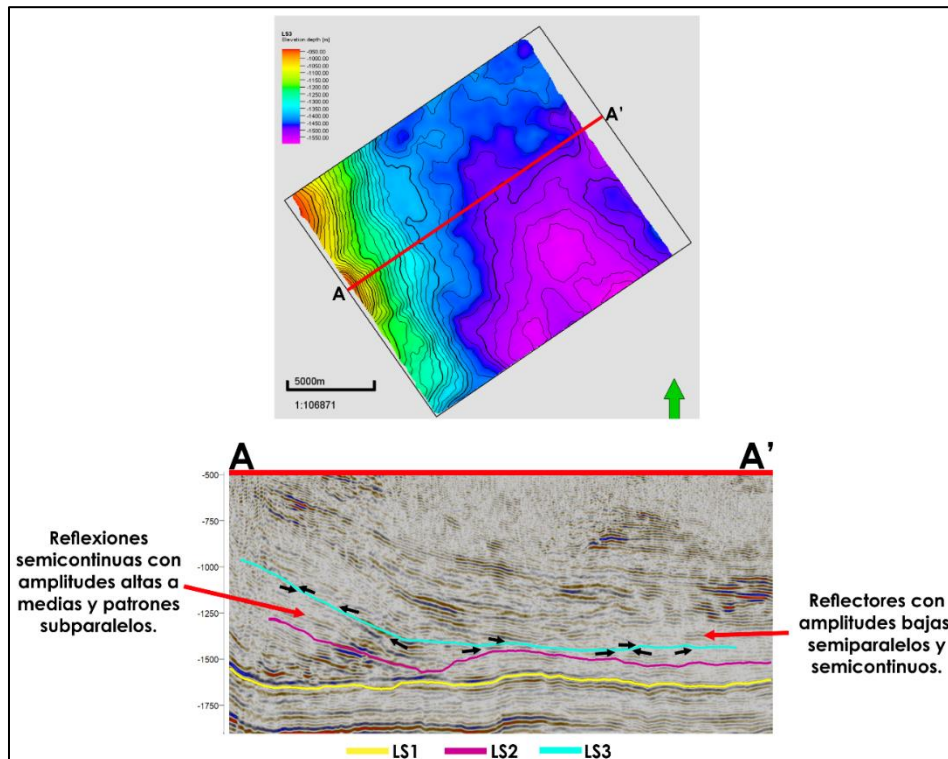 LS3
Elevation depth [m]
-950.00
-1000.00
-1050.00
-1100.00
-1150.00
-1200.00
-1250.00
-1300.00
-1350.00
-1400.00
-1450.00
-1500.00
-1550.00
A'
A
5000m
1:106871
A
A'
-500
-750
-1000
-1250
-1500
-1750
Reflexiones
semicontinuas con
amplitudes altas a
medias y patrones
subparalelos.
Reflectores con
amplitudes bajas
semiparalelos y
semicontinuos.
LS1
LS2
LS3